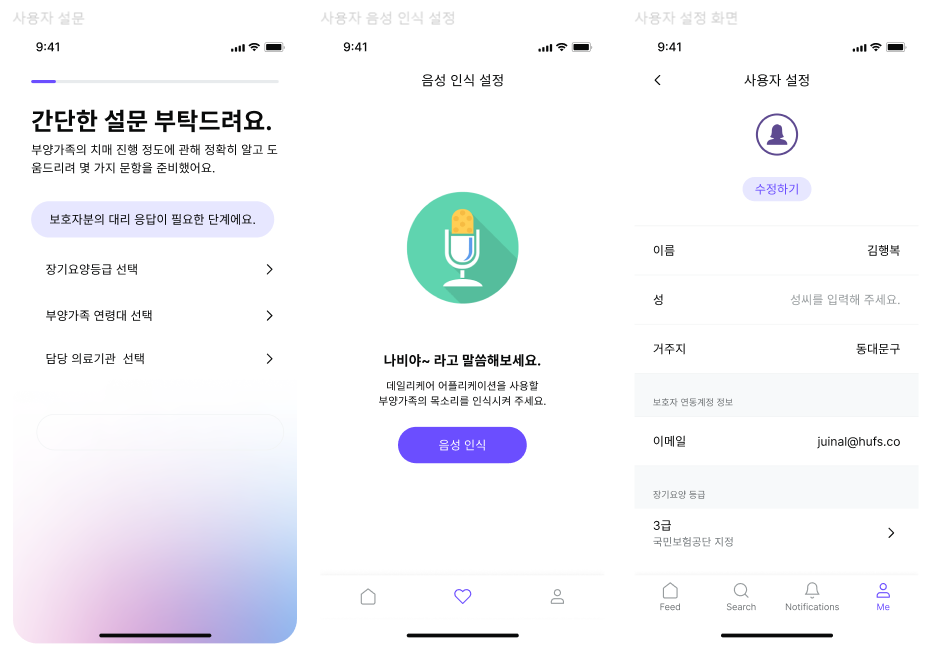 사용자 설문
9:41
간단한 설문 부탁드려요.
부양가족의 치매 진행 정도에 관해 정확히 알고 도
움드리려 몇 가지 문항을 준비했어요.
보호자분의 대리 응답이 필요한 단계에요.
장기요양등급 선택
부양가족 연령대 선택
담당 의료기관 선택
사용자 음성 인식 설정
9:41
음성 인식 설정
나비야~ 라고 말씀해보세요.
데일리케어 어플리케이션을 사용할
부양가족의 목소리를 인식시켜 주세요.
음성 인식
사용자 설정 화면
9:41
사용자 설정
수정하기
이름 김행복
성 성씨를 입력해 주세요.
거주지 동대문구
보호자 연동계정 정보
이메일 juinal@hufs.co
장기요양 등급
3급
국민보험공단 지정
Feed Search Notifications Me